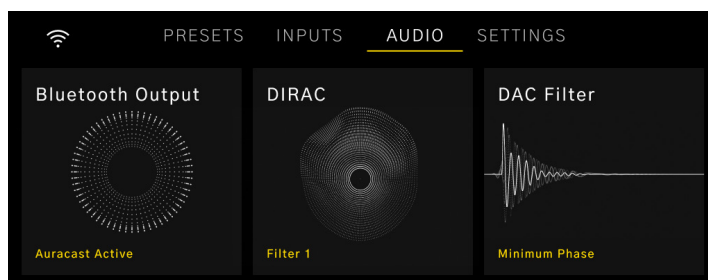 PRESETS INPUTS AUDIO SETTINGS
Bluetooth Output
DIRAC
DAC Filter
Auracast Active
Filter 1
Minimum Phase